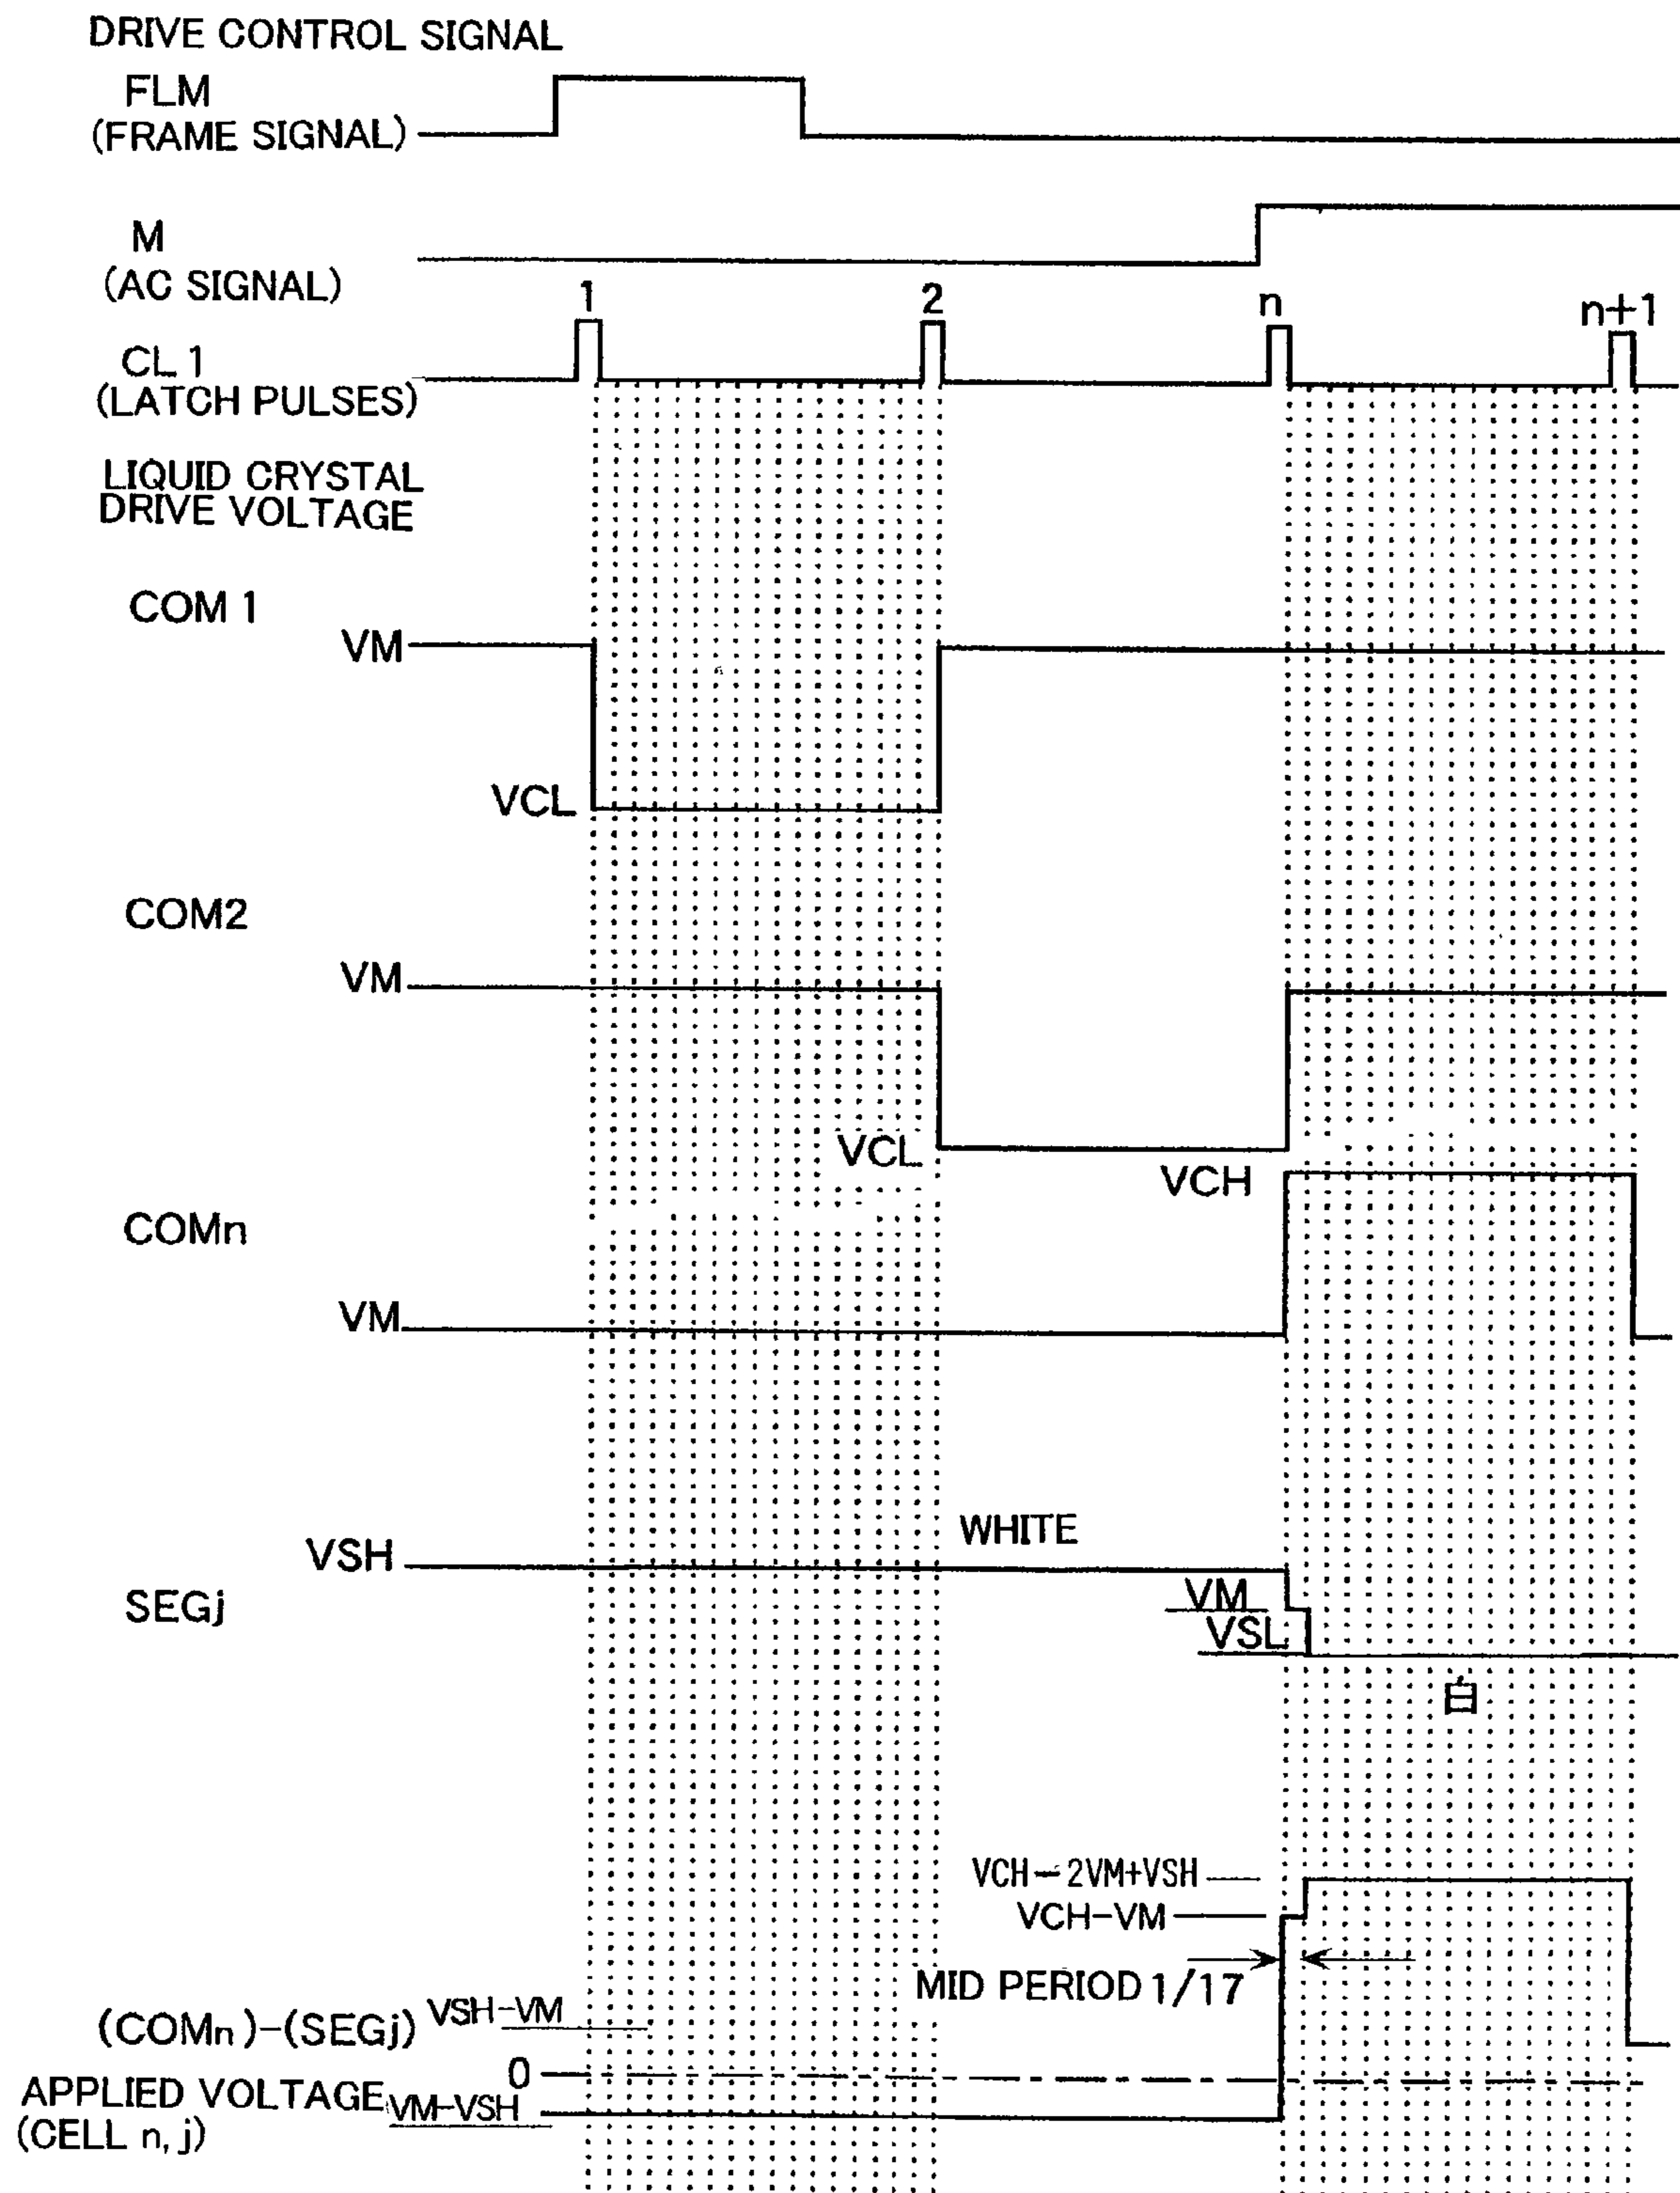 DRIVE CONTROL SIGNAL
FLM
(FRAME SIGNAL)
M
(AC SIGNAL)
1 2 n n+1
CL 1
(LATCH PULSES)
LIQUID CRYSTAL
DRIVE VOLTAGE
COM 1
VM
VCL
COM2
VM
VCL
VCH
COMn
VM
WHITE
VSH
SEGj
VM
VSL
白
VCH－2VM+VSH
VCH-VM
MID PERIOD 1/17
(COMn)-(SEGj) VSH-VM
0
APPLIED VOLTAGE VM-VSH
(CELL n, j)